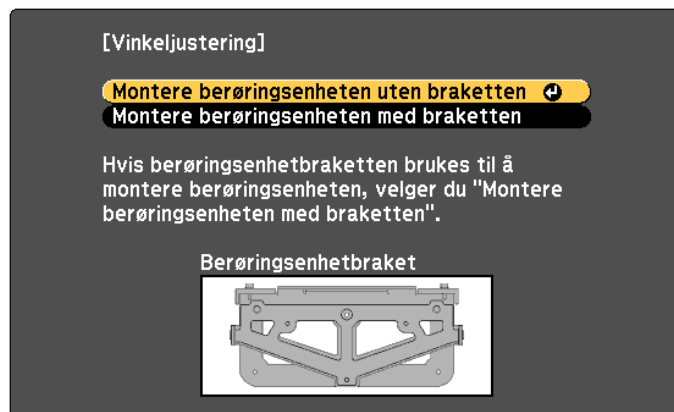 [Vinkeljustering]
Montere berøringsenheten uten braketten
Montere berøringsenheten med braketten
Hvis berøringsenhetbraketten brukes til å
montere berøringsenheten, velger du "Montere
berøringsenheten med braketten".
Berøringsenhetbraket